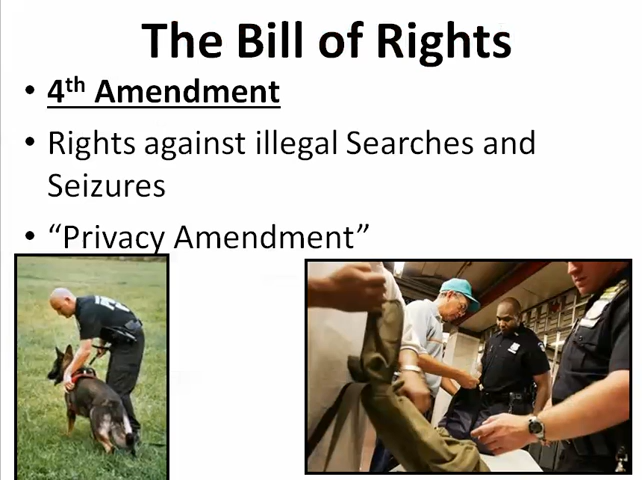 The Bill of Rights
• 4th Amendment
• Rights against illegal Searches and
Seizures
• “Privacy Amendment”